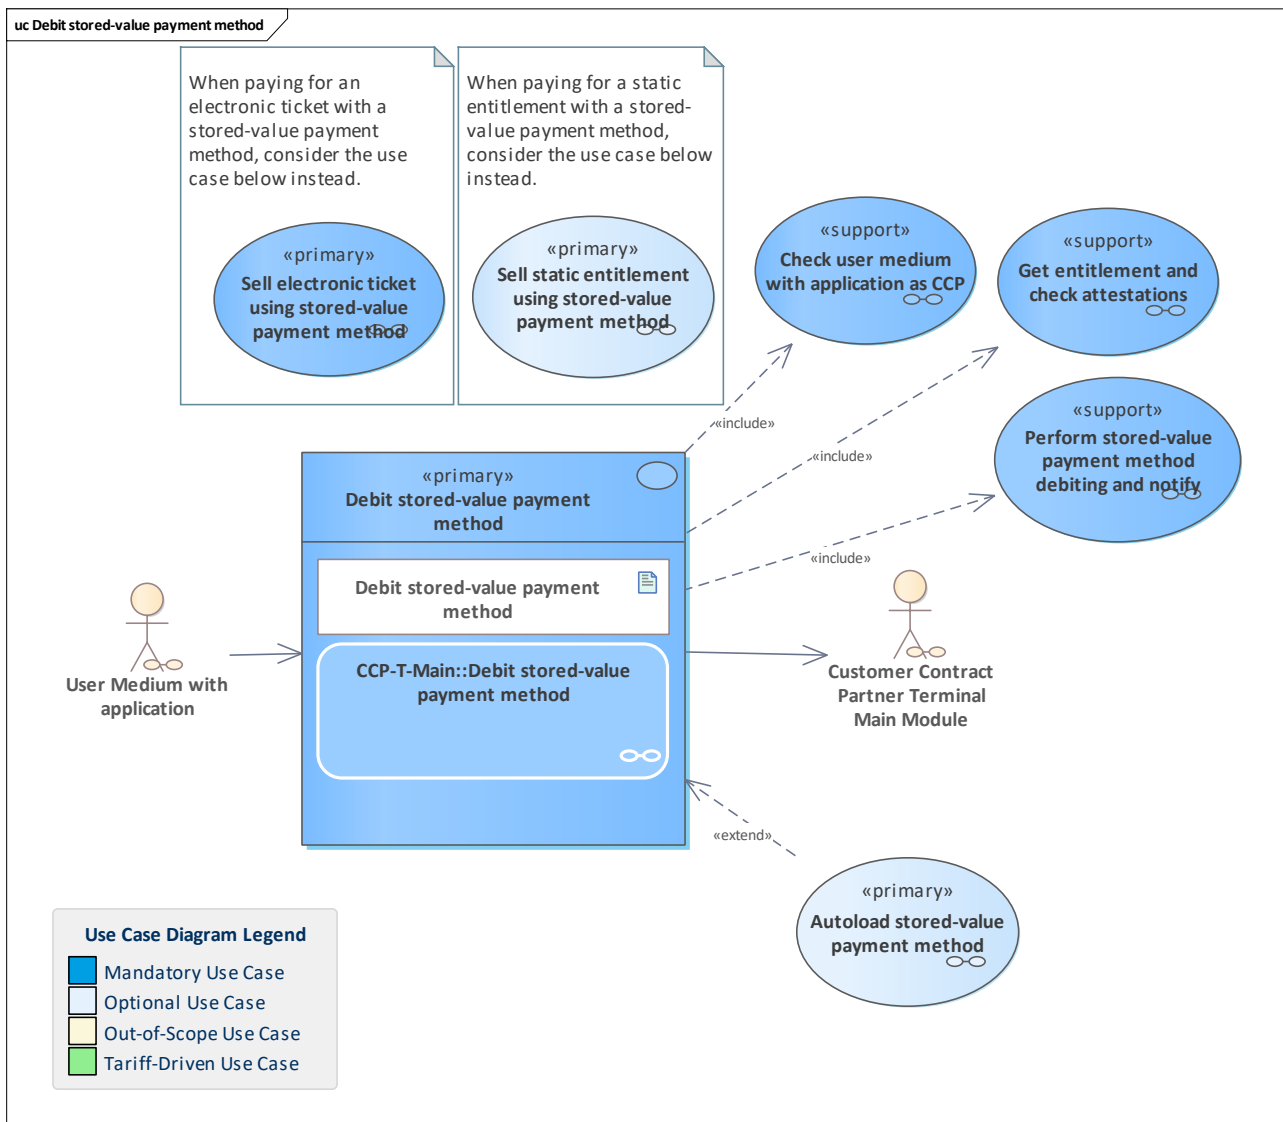 uc Debit stored-value payment method
When paying for an
electronic ticket with a
stored-value payment
method, consider the use
case below instead.
«primary»
Sell electronic ticket
using stored-value
payment method
When paying for a static
entitlement with a stored-
value payment method,
consider the use case below
instead.
«primary»
Sell static entitlement
using stored-value
payment method
«support»
Check user medium
with application as CCP
«support»
Get entitlement and
check attestations
«support»
Perform stored-value
payment method
debiting and notify
«include»
«include»
«include»
«primary»
Debit stored-value payment
method
Debit stored-value payment
method
CCP-T-Main::Debit stored-value
payment method
User Medium with
application
Customer Contract
Partner Terminal
Main Module
«extend»
«primary»
Autoload stored-value
payment method
Use Case Diagram Legend
Mandatory Use Case
Optional Use Case
Out-of-Scope Use Case
Tariff-Driven Use Case